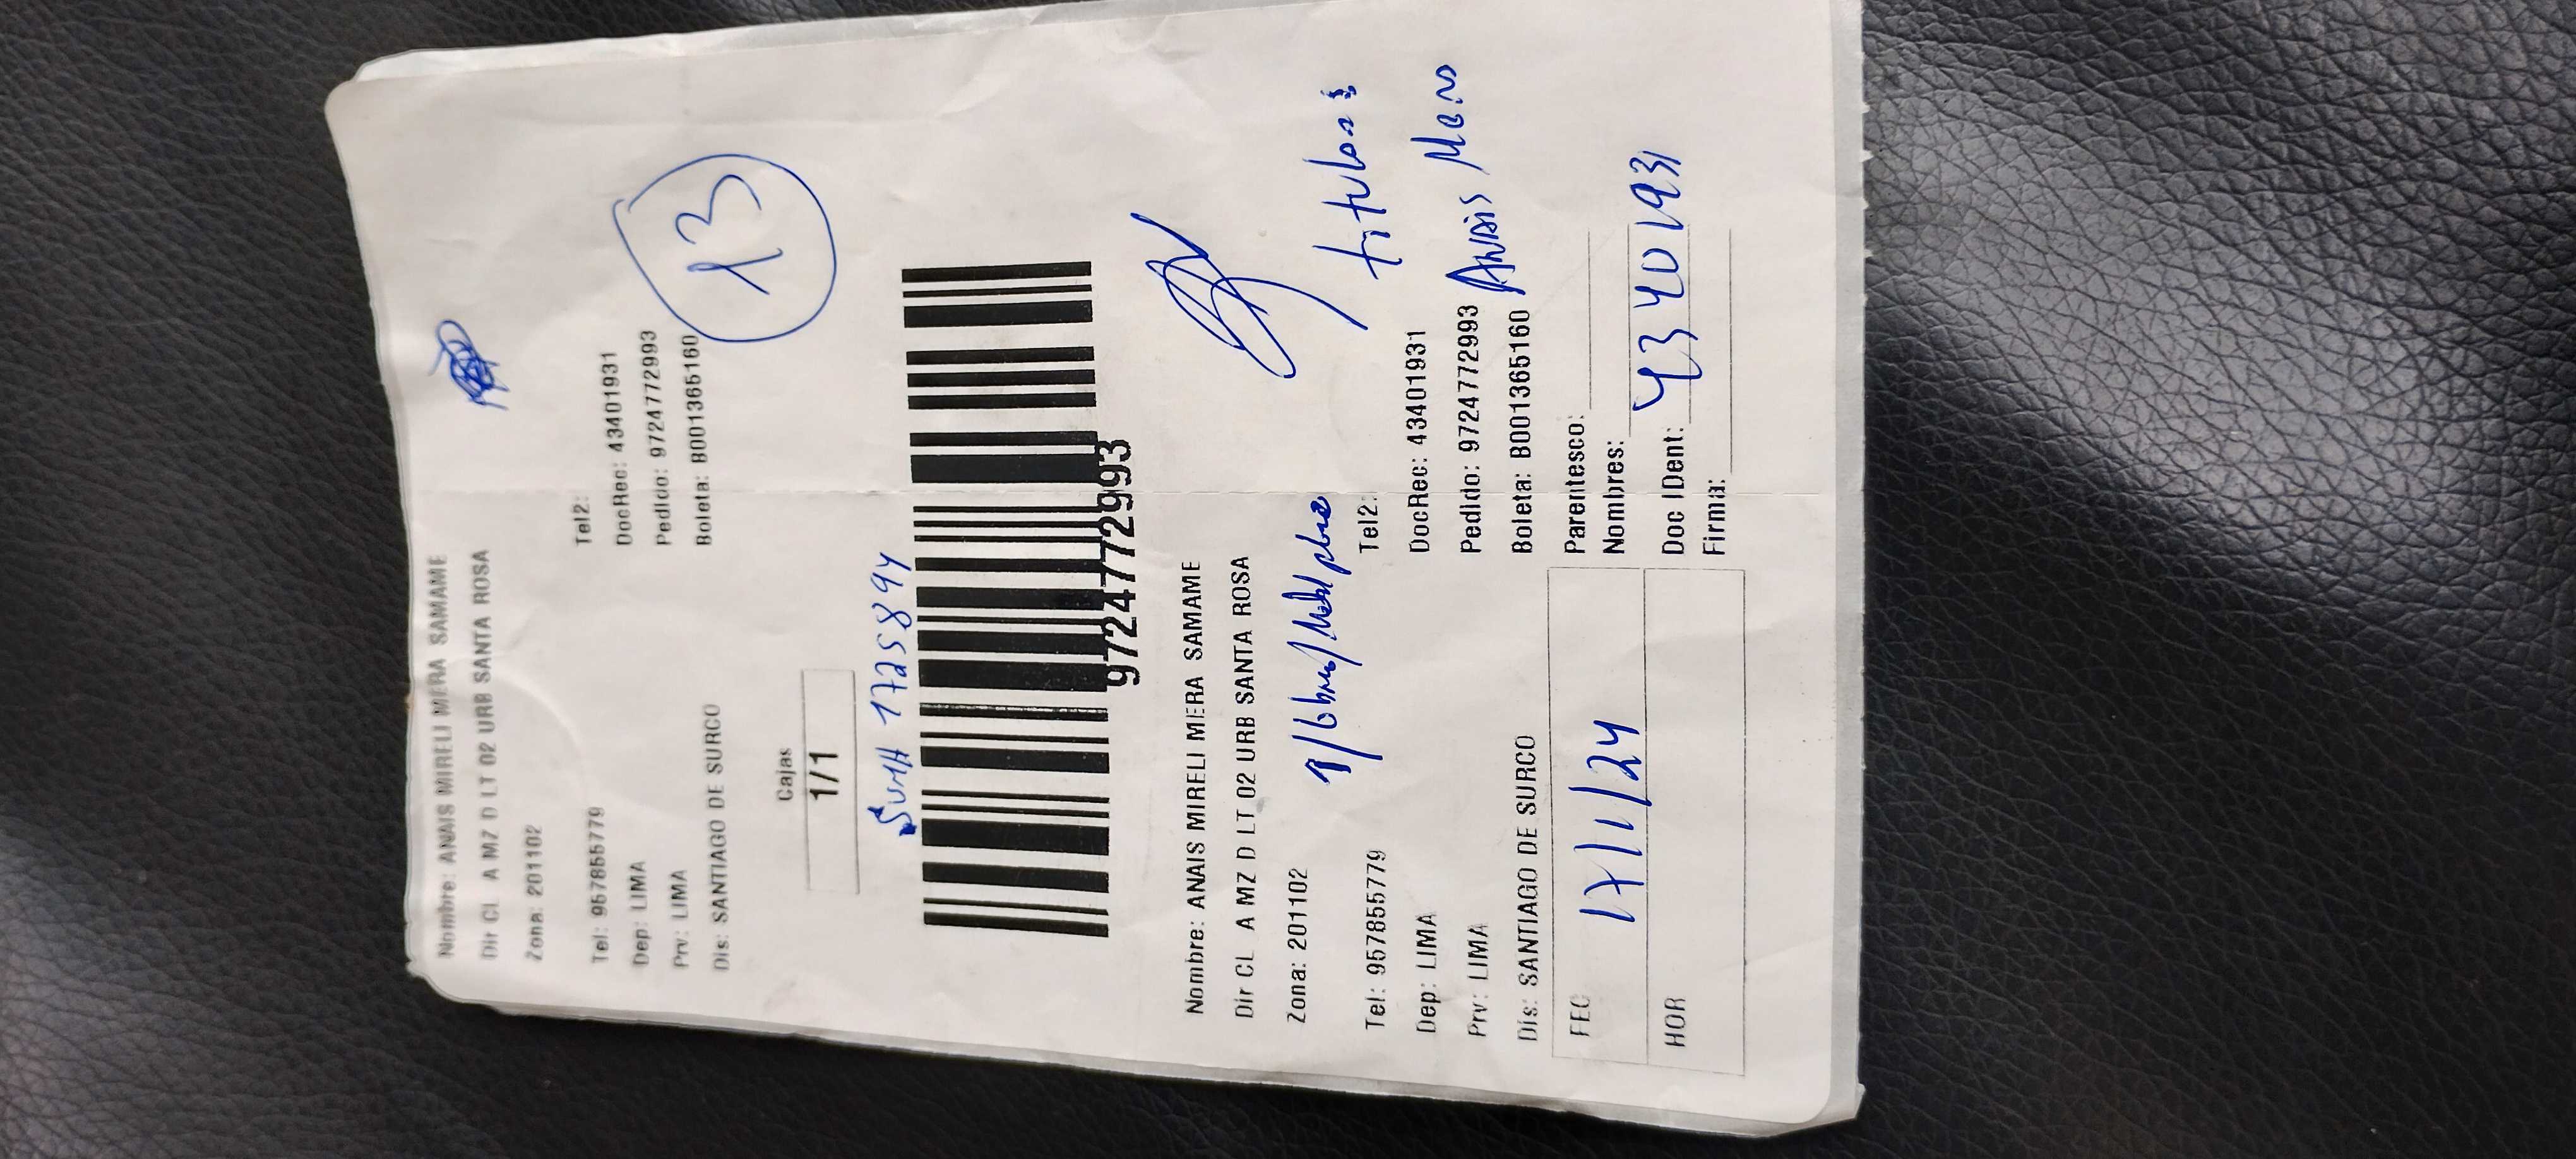 Nombre: ANAIS MIRELI MERA SAMAME
Dir CL A MZ D LT 02 URB SANTA ROSA
Zona: 201102
Tel: 957855779
Tel2:
Dep: LIMA
DocRec: 43401931
Prv: LIMA
Pedido: 9724772993
Dis: SANTIAGO DE SURCO
Boleta: B001365160
13
Cajas
1/1
SUMA 1725894
9724772993
Nombre: ANAIS MIRELI MERA SAMAME
Dir CL A MZ D LT 02 URB SANTA ROSA
Zona: 201102
titular
Tel: 957855779
Tel2:
Dep: LIMA
DocRec: 43401931
Prv: LIMA
Pedido: 9724772993
Anais Mera
Dis: SANTIAGO DE SURCO
Boleta: B001365160
FEC 17/1/24
Parentesco:
Nombres:
HOR
Doc IDent: 43401931
Firma: